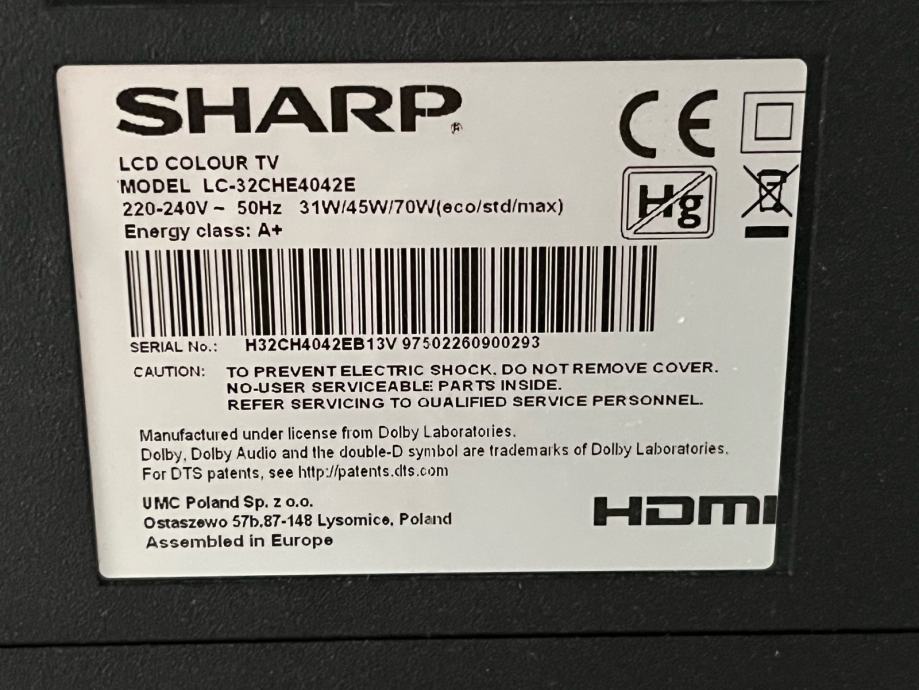 SHARP®
LCD COLOUR TV
MODEL LC-32CHE4042E
220-240V ~ 50Hz 31W/45W/70W(eco/std/max)
Energy class: A+
CE
Hg
SERIAL No.: H32CH4042EB13V 97502260900293
CAUTION: TO PREVENT ELECTRIC SHOCK, DO NOT REMOVE COVER.
NO-USER SERVICEABLE PARTS INSIDE.
REFER SERVICING TO QUALIFIED SERVICE PERSONNEL.
Manufactured under license from Dolby Laboratories.
Dolby, Dolby Audio and the double-D symbol are trademarks of Dolby Laboratories.
For DTS patents, see http://patents.dts.com
UMC Poland Sp. z o.o.
Ostaszewo 57b,87-148 Lysomice, Poland
Assembled in Europe
HDMI